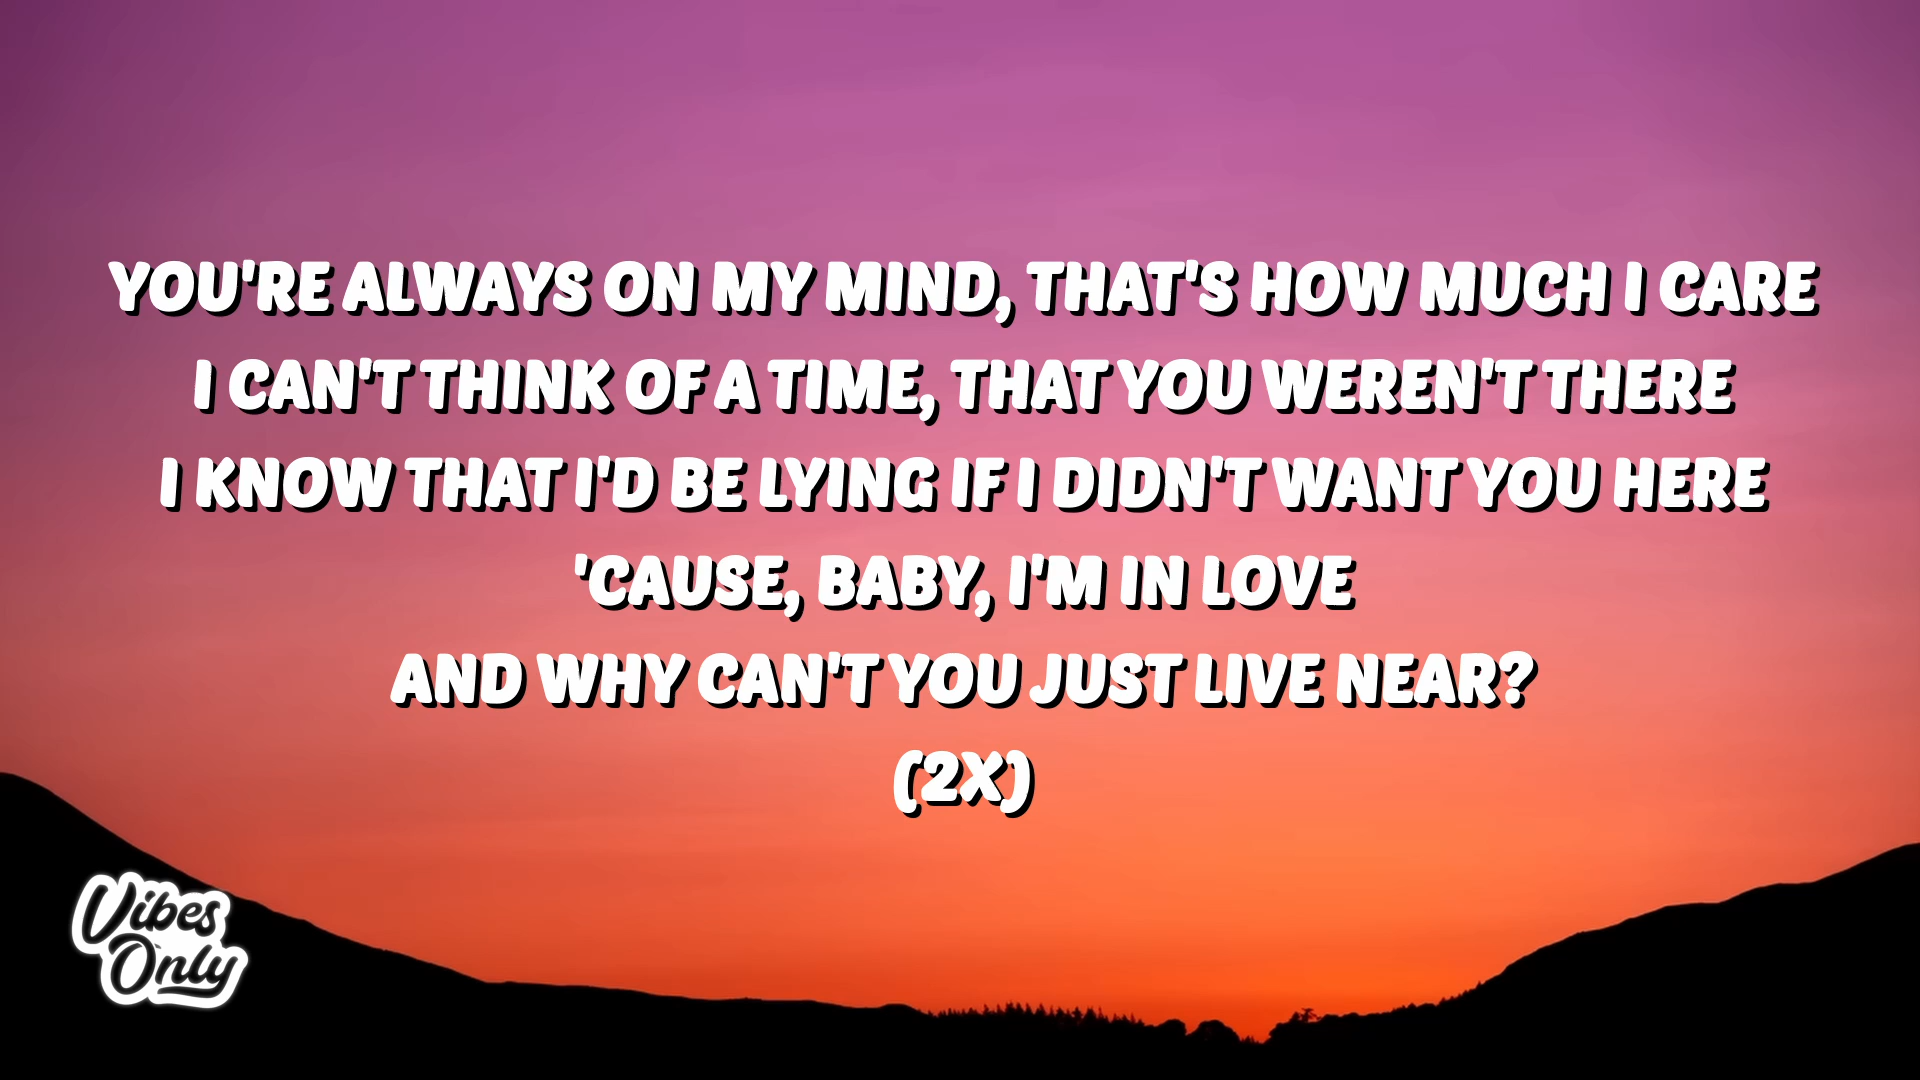 YOU'RE ALWAYS ON MY MIND, THAT'S HOW MUCH I CARE
I CAN'T THINK OF A TIME, THAT YOU WEREN'T THERE
I KNOW THAT I'D BE LYING IF I DIDN'T WANT YOU HERE
'CAUSE, BABY, I'M IN LOVE
AND WHY CAN'T YOU JUST LIVE NEAR?
(2X)
Vibes
Only